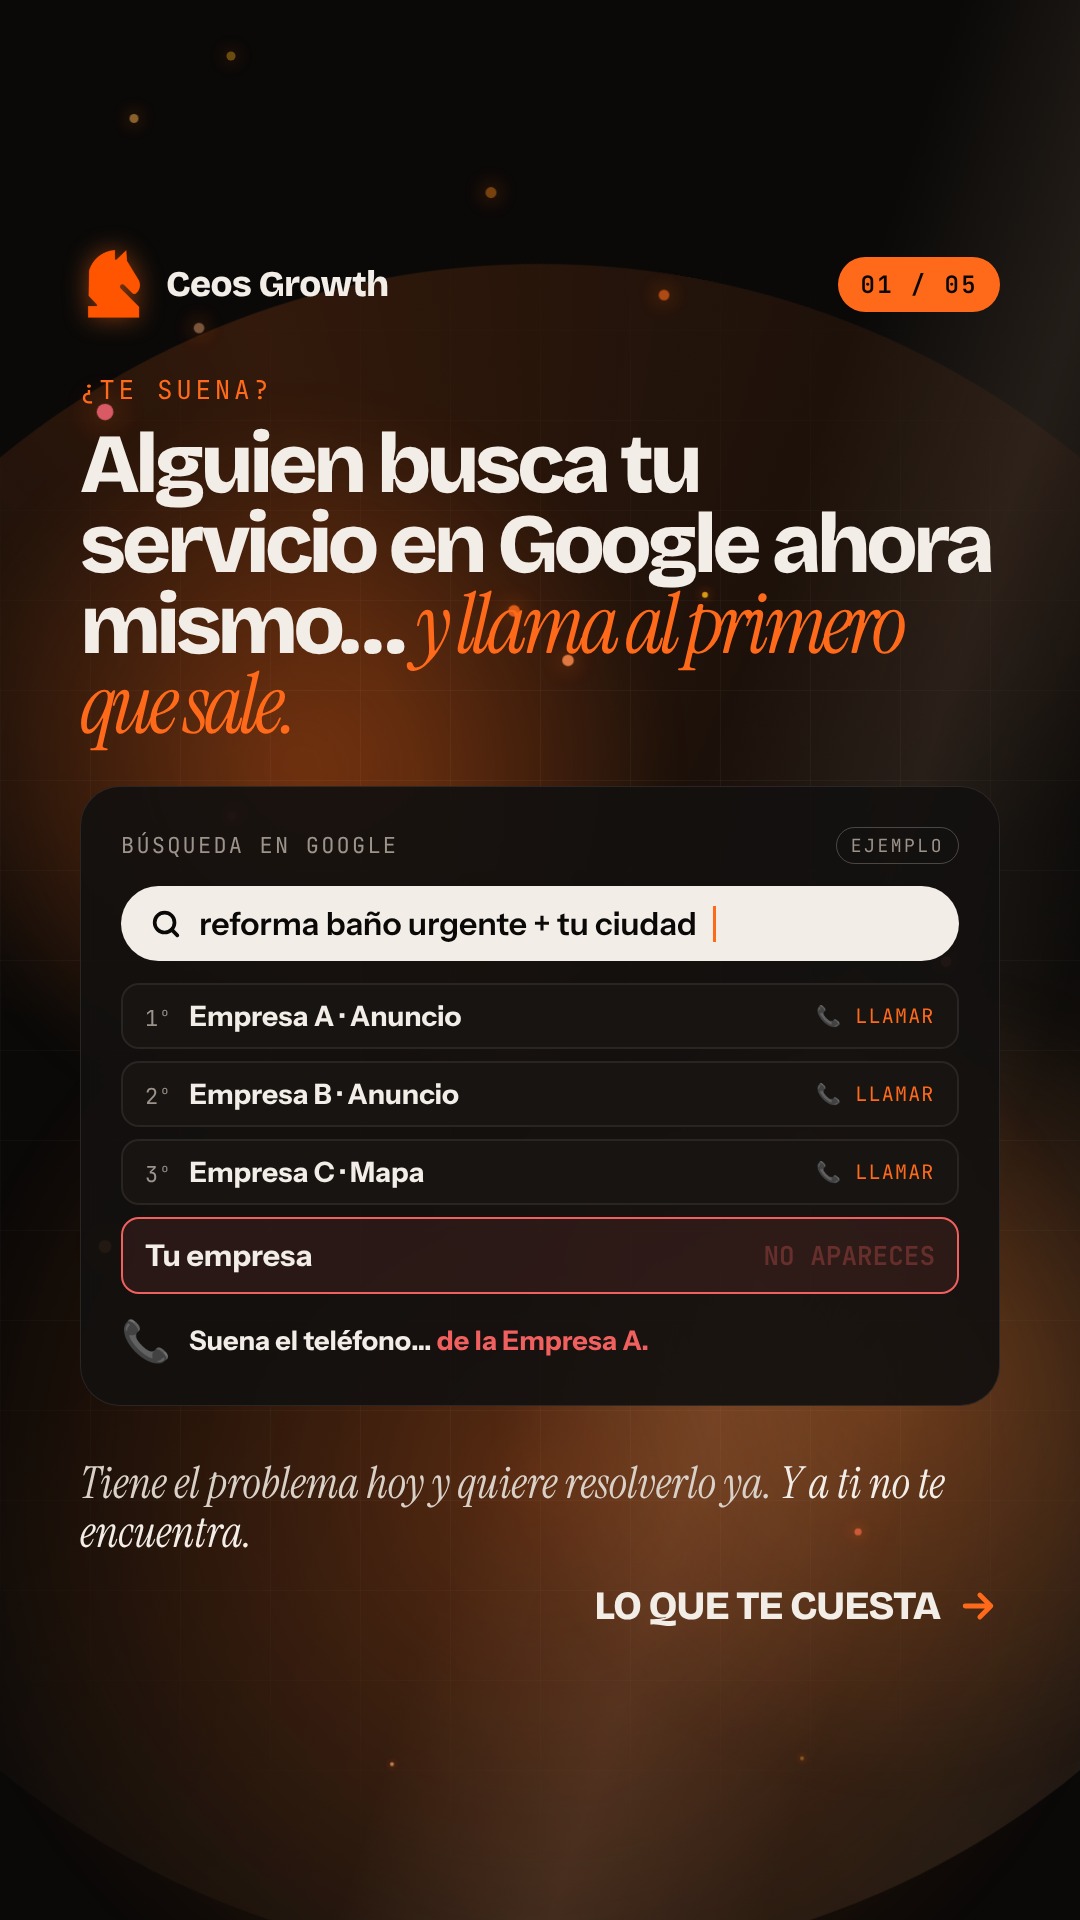 Ceos Growth
01 / 05
¿TE SUENA?
Alguien busca tu
servicio en Google ahora
mismo... y llama al primero
que sale.
BÚSQUEDA EN GOOGLE
EJEMPLO
reforma baño urgente + tu ciudad
1º Empresa A · Anuncio LLAMAR
2º Empresa B · Anuncio LLAMAR
3º Empresa C · Mapa LLAMAR
Tu empresa NO APARECES
Suena el teléfono... de la Empresa A.
Tiene el problema hoy y quiere resolverlo ya. Y a ti no te
encuentra.
LO QUE TE CUESTA →